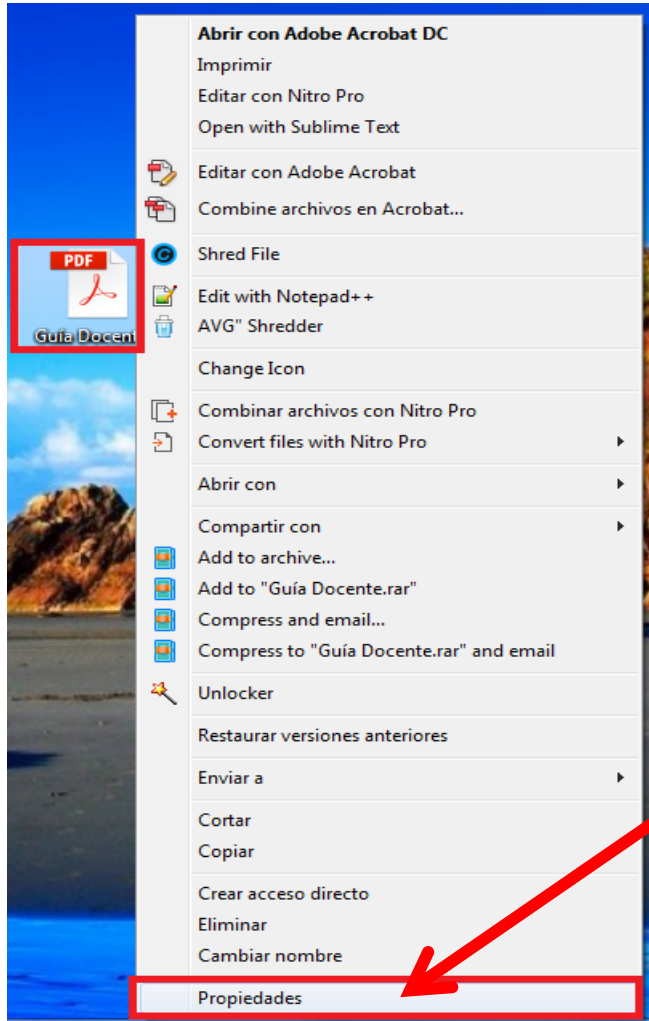 Abrir con Adobe Acrobat DC
Imprimir
Editar con Nitro Pro
Open with Sublime Text
Editar con Adobe Acrobat
Combine archivos en Acrobat...
Shred File
PDF
Guía Docent
Edit with Notepad++
AVG" Shredder
Change Icon
Combinar archivos con Nitro Pro
Convert files with Nitro Pro
Abrir con
Compartir con
Add to archive...
Add to "Guía Docente.rar"
Compress and email...
Compress to "Guía Docente.rar" and email
Unlocker
Restaurar versiones anteriores
Enviar a
Cortar
Copiar
Crear acceso directo
Eliminar
Cambiar nombre
Propiedades